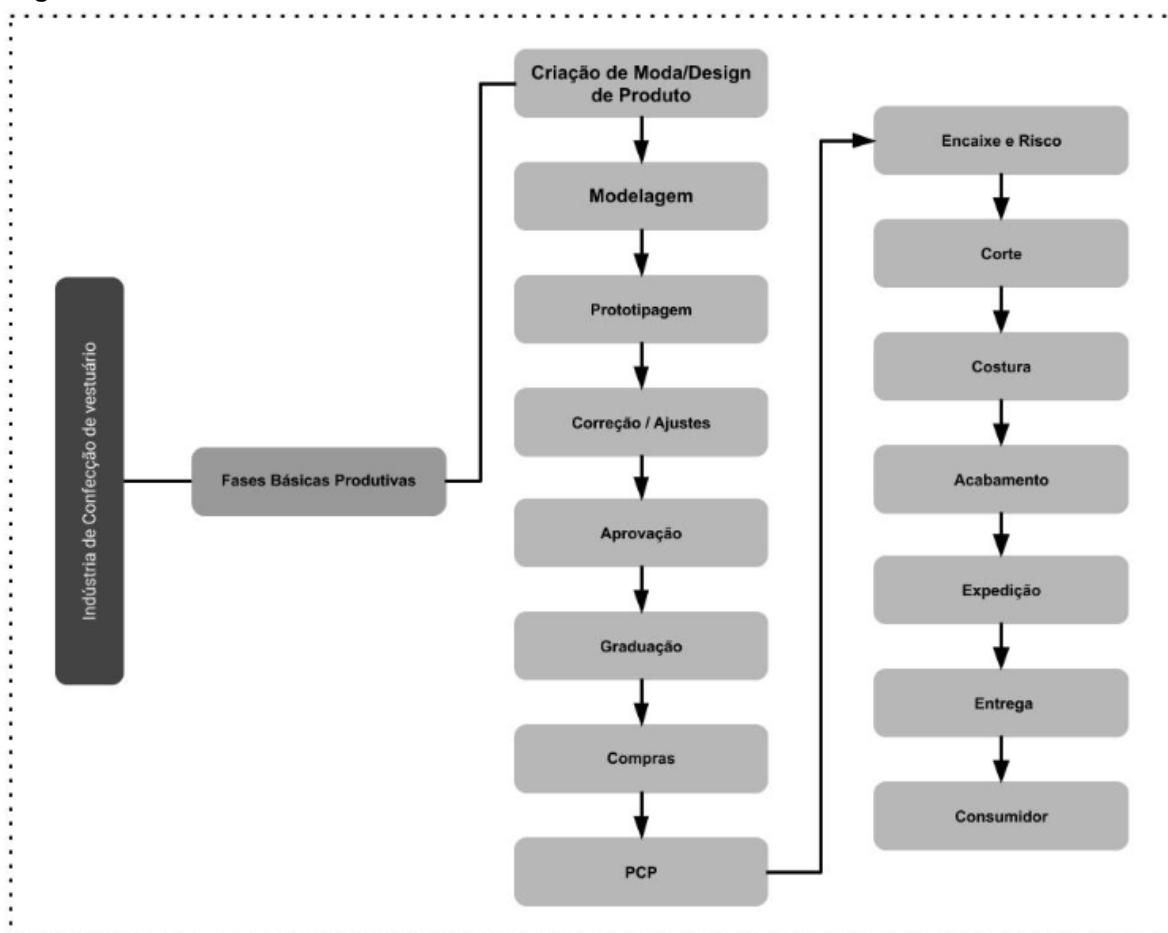 Indústria de Confecção de vestuário
Fases Básicas Produtivas
Criação de Moda/Design
de Produto
Modelagem
Prototipagem
Correção / Ajustes
Aprovação
Graduação
Compras
PCP
Encaixe e Risco
Corte
Costura
Acabamento
Expedição
Entrega
Consumidor